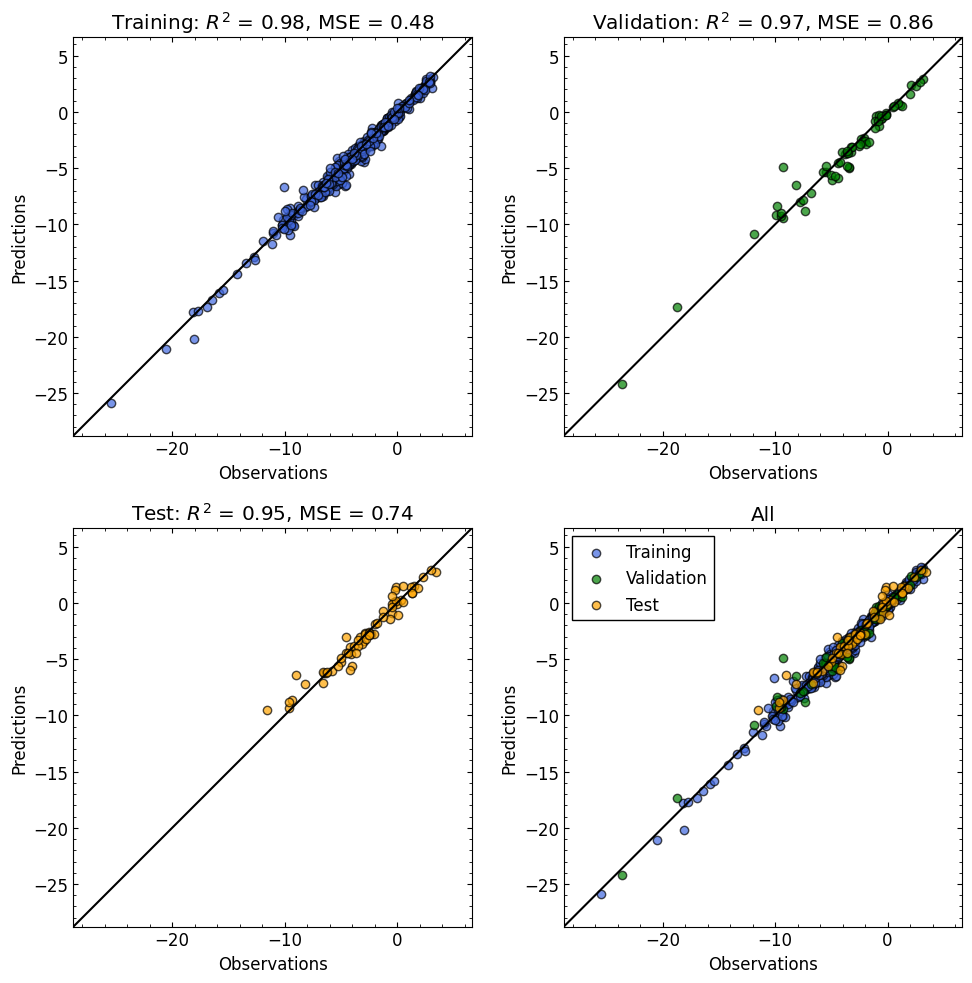 Training: R² = 0.98, MSE = 0.48
5
0
−5
−10
−15
−20
−25
Predictions
−20
−10
0
Observations
Validation: R² = 0.97, MSE = 0.86
5
0
−5
−10
−15
−20
−25
Predictions
−20
−10
0
Observations
Test: R² = 0.95, MSE = 0.74
5
0
−5
−10
−15
−20
−25
Predictions
−20
−10
0
Observations
All
Training
Validation
Test
5
0
−5
−10
−15
−20
−25
Predictions
−20
−10
0
Observations